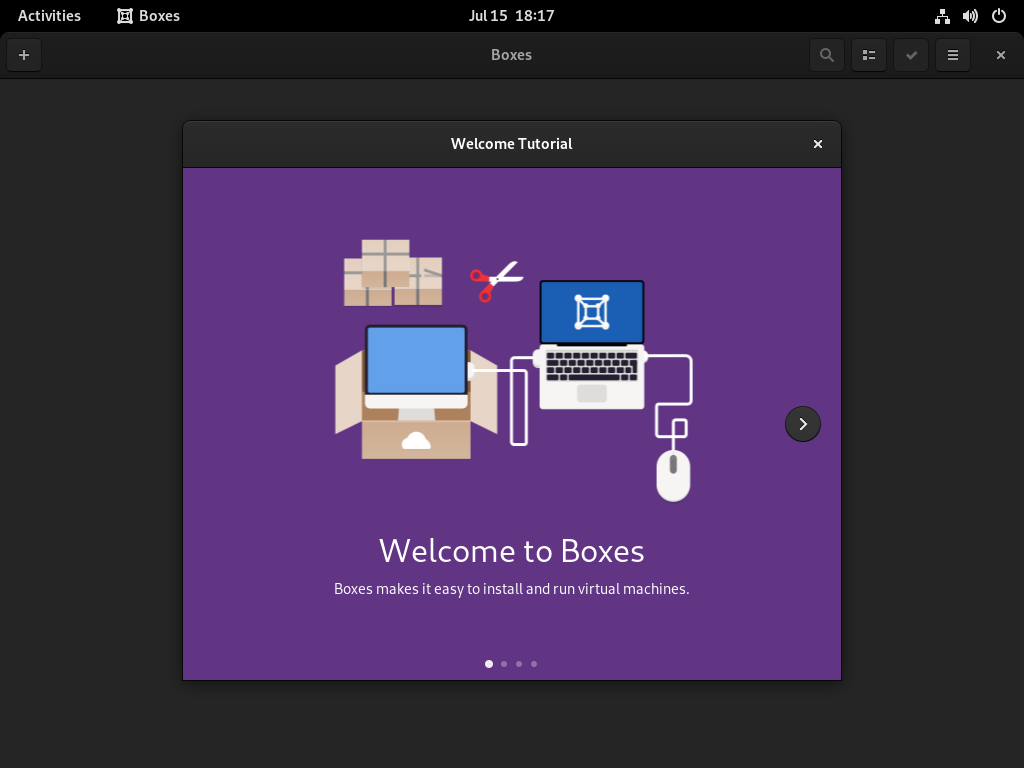 Activities
Boxes
Jul 15 18:17
Boxes
Welcome Tutorial
Welcome to Boxes
Boxes makes it easy to install and run virtual machines.